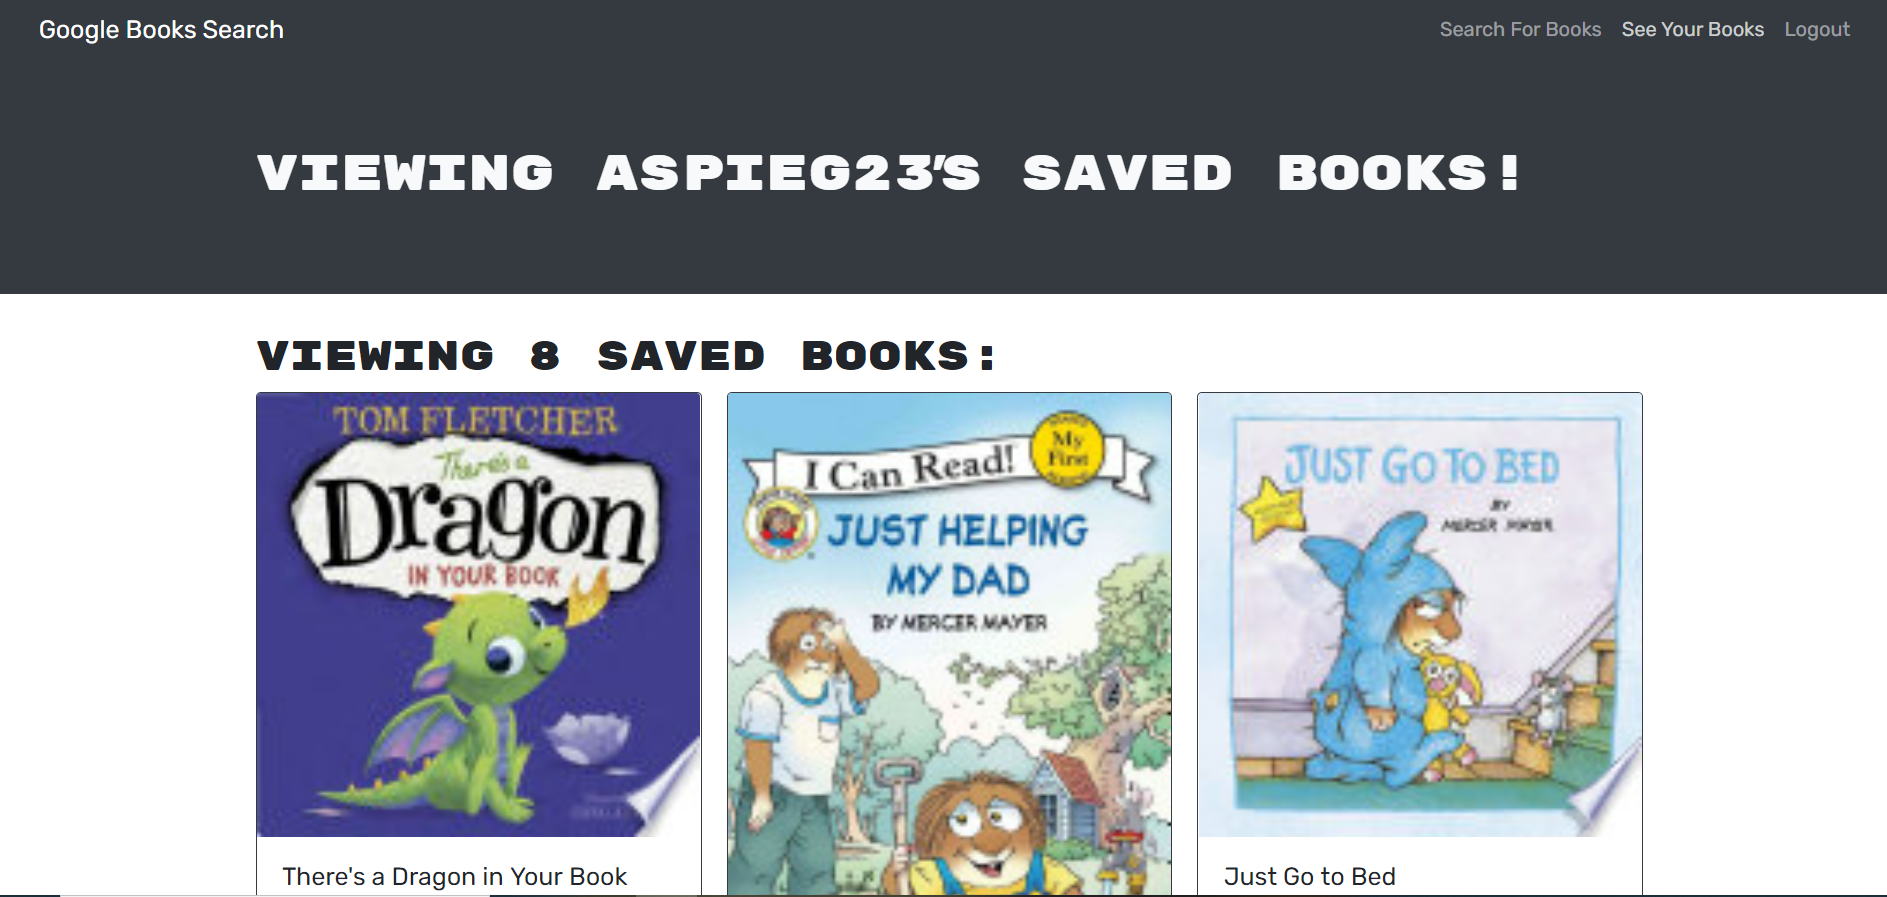 Google Books Search
Search For Books See Your Books Logout
VIEWING ASPIEG23'S SAVED BOOKS!
VIEWING 8 SAVED BOOKS:
TOM FLETCHER
There's a
Dragon
IN YOUR BOOK
There's a Dragon in Your Book
I Can Read!
My
First
JUST HELPING
MY DAD
BY MERCER MAYER
JUST GO TO BED
BY
MERCER MAYER
Just Go to Bed